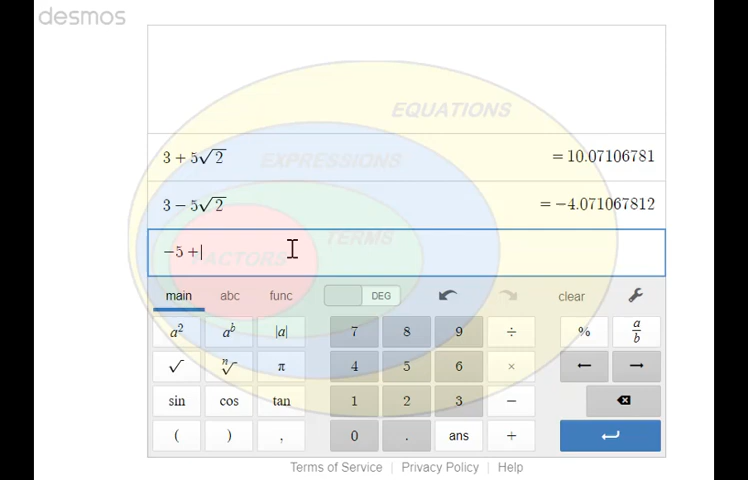 desmos
EQUATIONS
3 + 5√2 = 10.07106781
EXPRESSIONS
3 − 5√2 = −4.071067812
TERMS
−5 +
FACTORS
main abc func DEG clear
a² aᵇ |a| 7 8 9 ÷ % a/b
√ ⁿ√ π 4 5 6 × ← →
sin cos tan 1 2 3 −
( ) , 0 . ans +
Terms of Service | Privacy Policy | Help